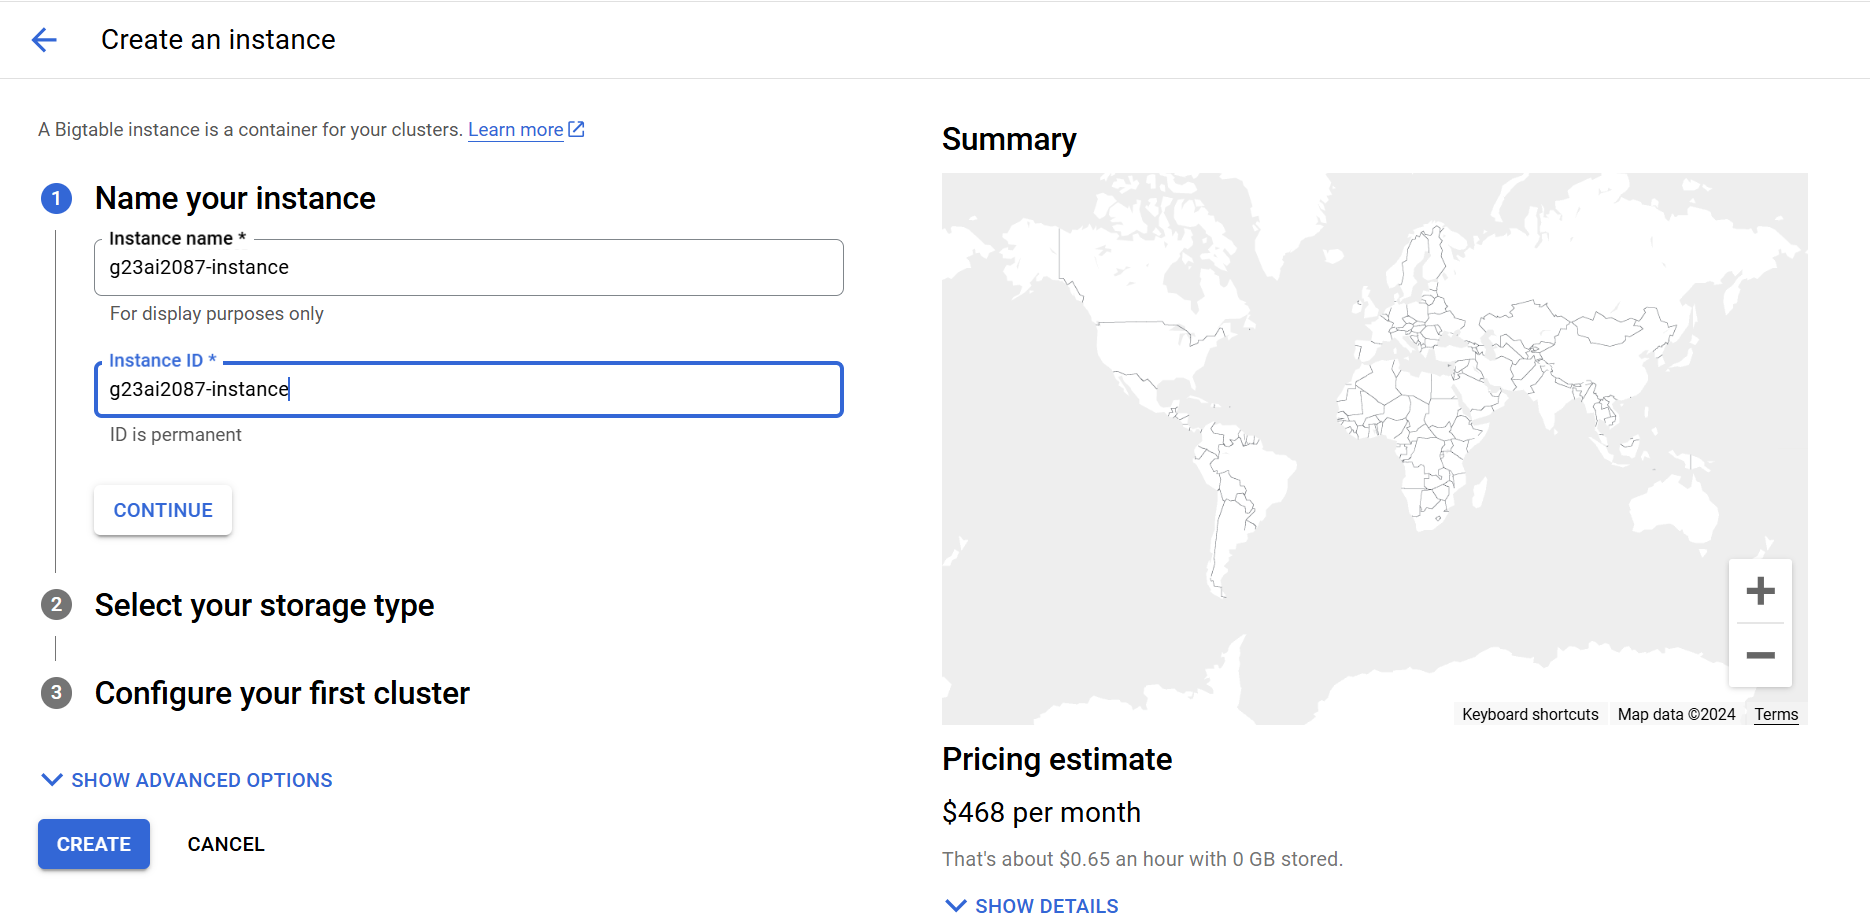 Create an instance
A Bigtable instance is a container for your clusters. Learn more
1 Name your instance
Instance name *
g23ai2087-instance
For display purposes only
Instance ID *
g23ai2087-instance
ID is permanent
CONTINUE
2 Select your storage type
3 Configure your first cluster
SHOW ADVANCED OPTIONS
CREATE CANCEL
Summary
Keyboard shortcuts Map data ©2024 Terms
Pricing estimate
$468 per month
That's about $0.65 an hour with 0 GB stored.
SHOW DETAILS